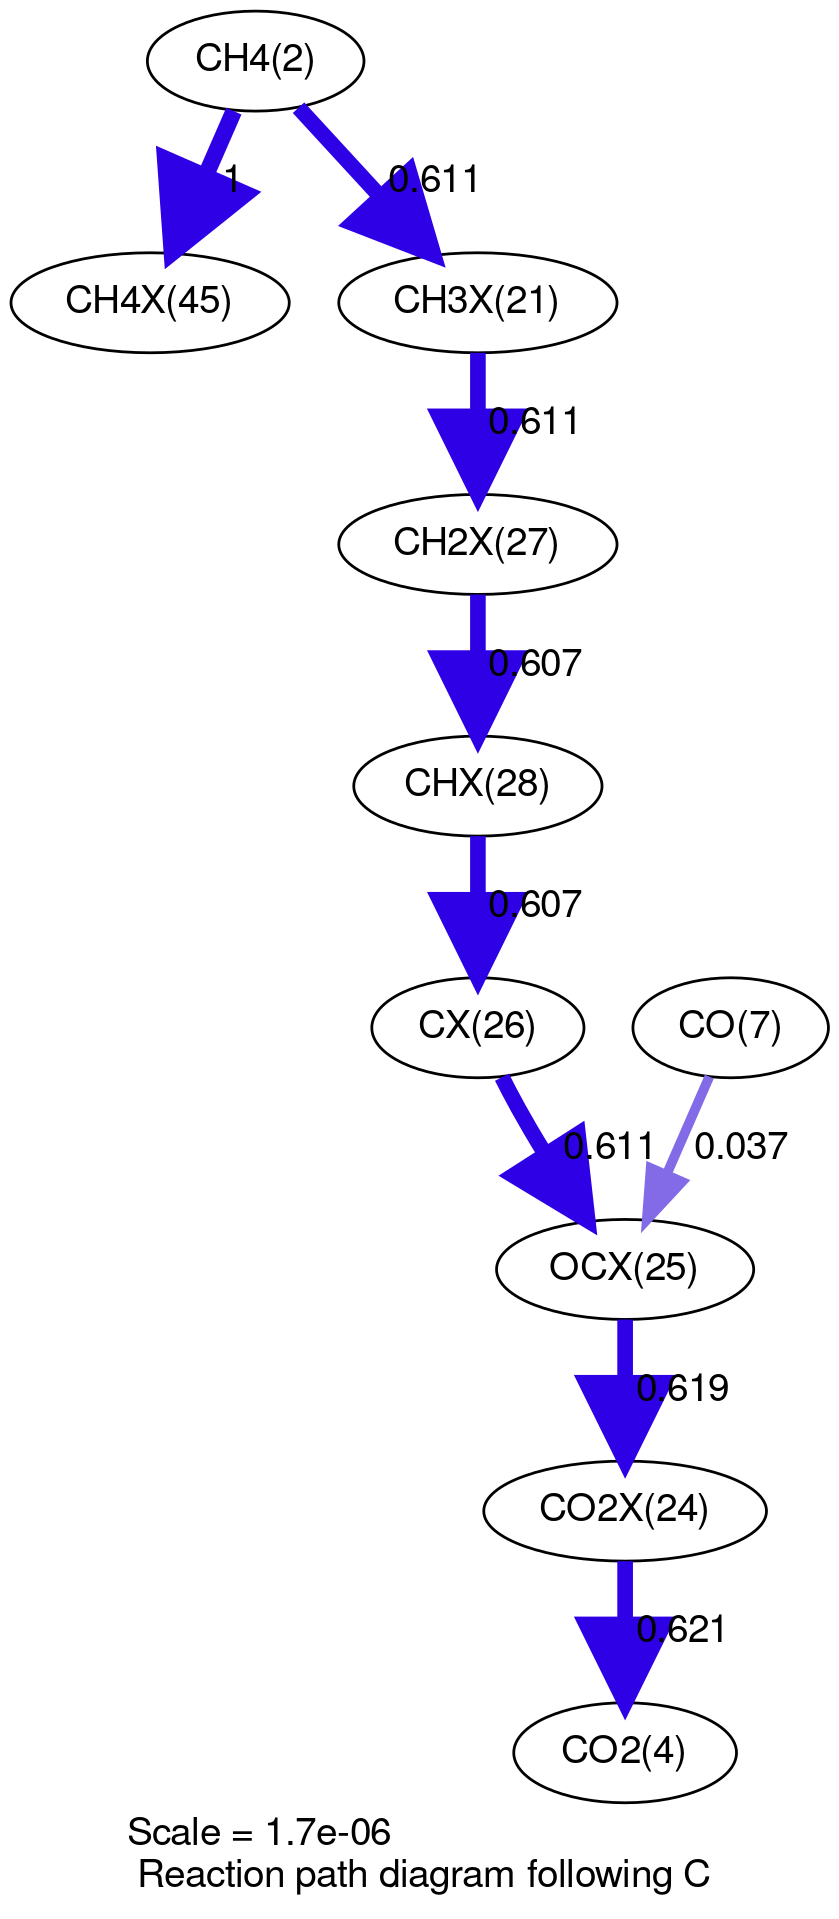 CH4(2)
1
0.611
CH4X(45)
CH3X(21)
0.611
CH2X(27)
0.607
CHX(28)
0.607
CX(26)
CO(7)
0.611
0.037
OCX(25)
0.619
CO2X(24)
0.621
CO2(4)
Scale = 1.7e-06
Reaction path diagram following C